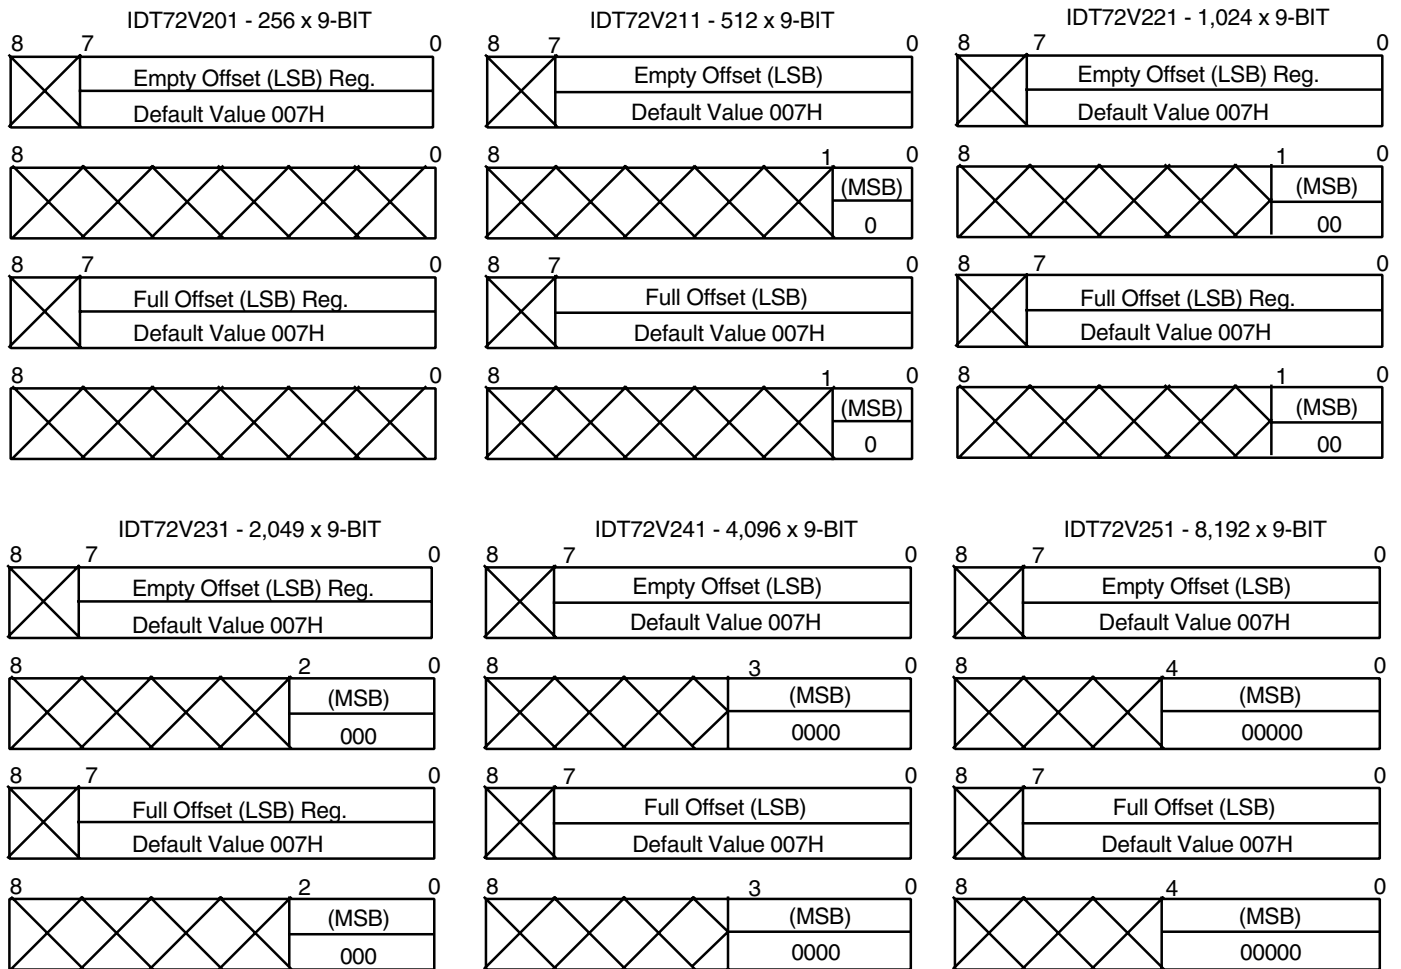 IDT72V201 - 256 x 9-BIT
8 7 0
Empty Offset (LSB) Reg.
Default Value 007H
8 0
8 7 0
Full Offset (LSB) Reg.
Default Value 007H
8 0
IDT72V211 - 512 x 9-BIT
8 7 0
Empty Offset (LSB)
Default Value 007H
8 1 0
(MSB)
0
8 7 0
Full Offset (LSB)
Default Value 007H
8 1 0
(MSB)
0
IDT72V221 - 1,024 x 9-BIT
8 7 0
Empty Offset (LSB) Reg.
Default Value 007H
8 1 0
(MSB)
00
8 7 0
Full Offset (LSB) Reg.
Default Value 007H
8 1 0
(MSB)
00
IDT72V231 - 2,049 x 9-BIT
8 7 0
Empty Offset (LSB) Reg.
Default Value 007H
8 2 0
(MSB)
000
8 7 0
Full Offset (LSB) Reg.
Default Value 007H
8 2 0
(MSB)
000
IDT72V241 - 4,096 x 9-BIT
8 7 0
Empty Offset (LSB)
Default Value 007H
8 3 0
(MSB)
0000
8 7 0
Full Offset (LSB)
Default Value 007H
8 3 0
(MSB)
0000
IDT72V251 - 8,192 x 9-BIT
8 7 0
Empty Offset (LSB)
Default Value 007H
8 4 0
(MSB)
00000
8 7 0
Full Offset (LSB)
Default Value 007H
8 4 0
(MSB)
00000